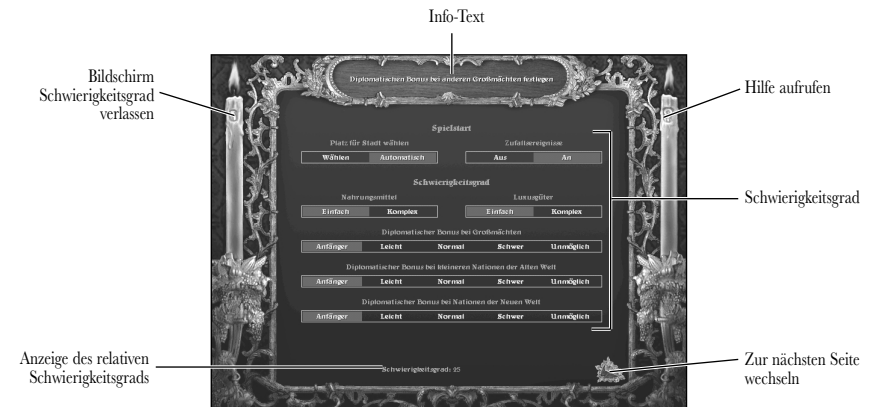 Info-Text
Bildschirm
Schwierigkeitsgrad
verlassen
Hilfe aufrufen
Schwierigkeitsgrad
Anzeige des relativen
Schwierigkeitsgrads
Zur nächsten Seite
wechseln
Diplomatischen Bonus bei anderen Großmächten festlegen
Spielstart
Platz für Stadt wählen Zufallsereignisse
Wählen Automatisch Aus An
Schwierigkeitsgrad
Nahrungsmittel Luxusgüter
Einfach Komplex Einfach Komplex
Diplomatischer Bonus bei Großmächten
Anfänger Leicht Normal Schwer Unmöglich
Diplomatischer Bonus bei kleineren Nationen der Alten Welt
Anfänger Leicht Normal Schwer Unmöglich
Diplomatischer Bonus bei Nationen der Neuen Welt
Anfänger Leicht Normal Schwer Unmöglich
Schwierigkeitsgrad: 25